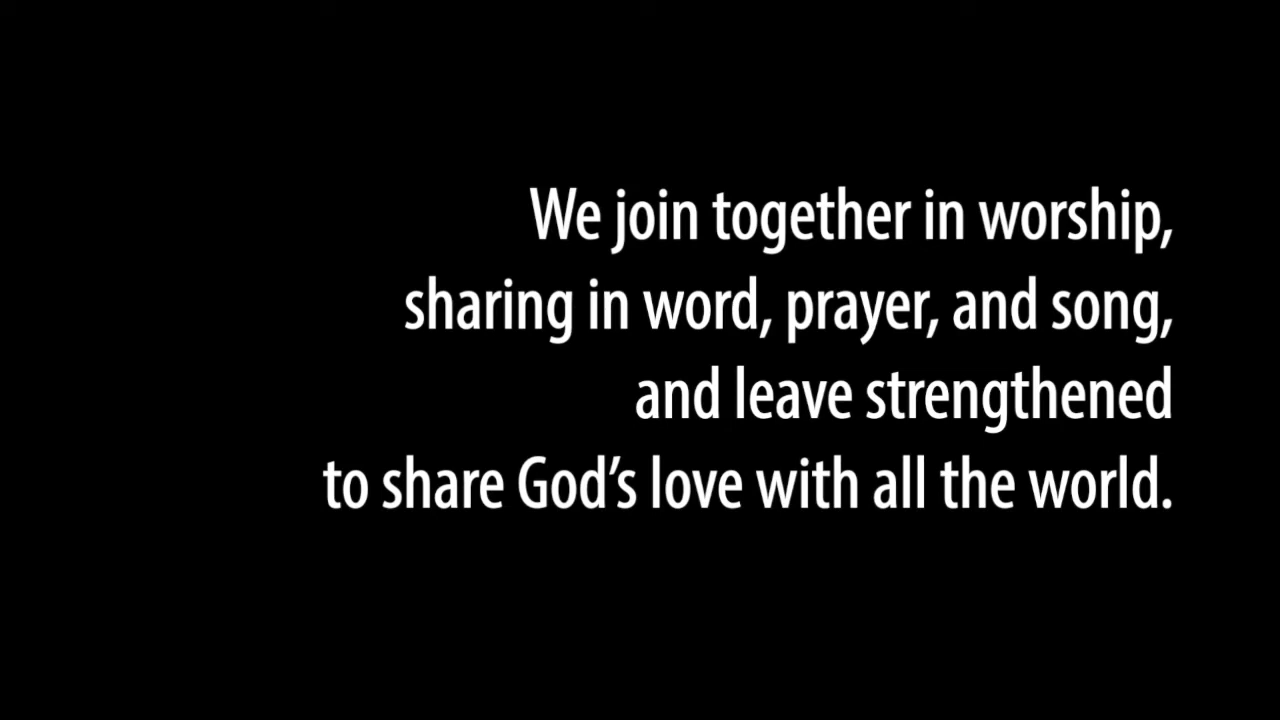 We join together in worship,
sharing in word, prayer, and song,
and leave strengthened
to share God’s love with all the world.